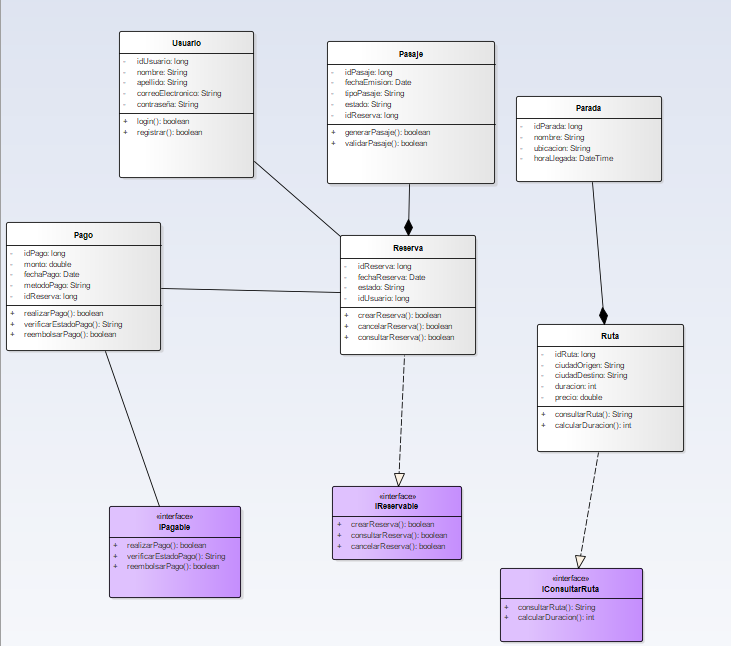 Usuario
- idUsuario: long
- nombre: String
- apellido: String
- correoElectronico: String
- contraseña: String
+ login(): boolean
+ registrar(): boolean
Pasaje
- idPasaje: long
- fechaEmision: Date
- tipoPasaje: String
- estado: String
- idReserva: long
+ generarPasaje(): boolean
+ validarPasaje(): boolean
Parada
- idParada: long
- nombre: String
- ubicacion: String
- horaLlegada: DateTime
Pago
- idPago: long
- monto: double
- fechaPago: Date
- metodoPago: String
- idReserva: long
+ realizarPago(): boolean
+ verificarEstadoPago(): String
+ reembolsarPago(): boolean
Reserva
- idReserva: long
- fechaReserva: Date
- estado: String
- idUsuario: long
+ crearReserva(): boolean
+ cancelarReserva(): boolean
+ consultarReserva(): boolean
Ruta
- idRuta: long
- ciudadOrigen: String
- ciudadDestino: String
- duracion: int
- precio: double
+ consultarRuta(): String
+ calcularDuracion(): int
«interface»
IPagable
+ realizarPago(): boolean
+ verificarEstadoPago(): String
+ reembolsarPago(): boolean
«interface»
IReservable
+ crearReserva(): boolean
+ consultarReserva(): boolean
+ cancelarReserva(): boolean
«interface»
IConsultarRuta
+ consultarRuta(): String
+ calcularDuracion(): int